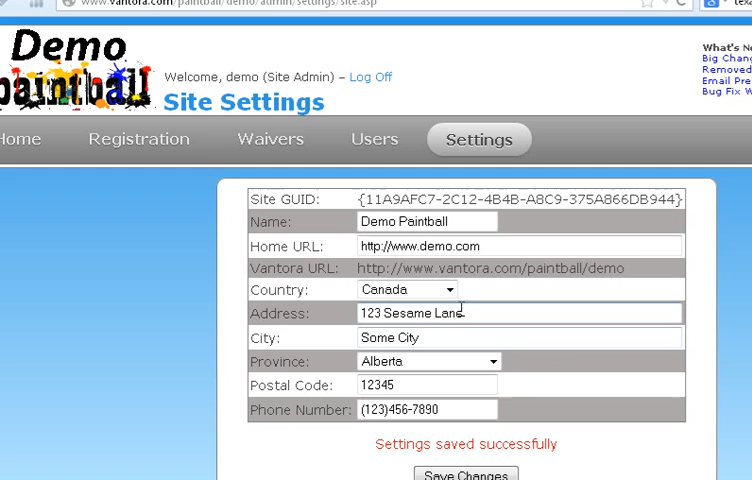 www.vantora.com/paintball/demo/admin/settings/site.asp
Demo
paintball
Welcome, demo (Site Admin) – Log Off
Site Settings
What's N
Big Chan
Removed
Email Pre
Bug Fix W
Home
Registration
Waivers
Users
Settings
Site GUID: {11A9AFC7-2C12-4B4B-A8C9-375A866DB944}
Name: Demo Paintball
Home URL: http://www.demo.com
Vantora URL: http://www.vantora.com/paintball/demo
Country: Canada
Address: 123 Sesame Lane
City: Some City
Province: Alberta
Postal Code: 12345
Phone Number: (123)456-7890
Settings saved successfully
Save Changes